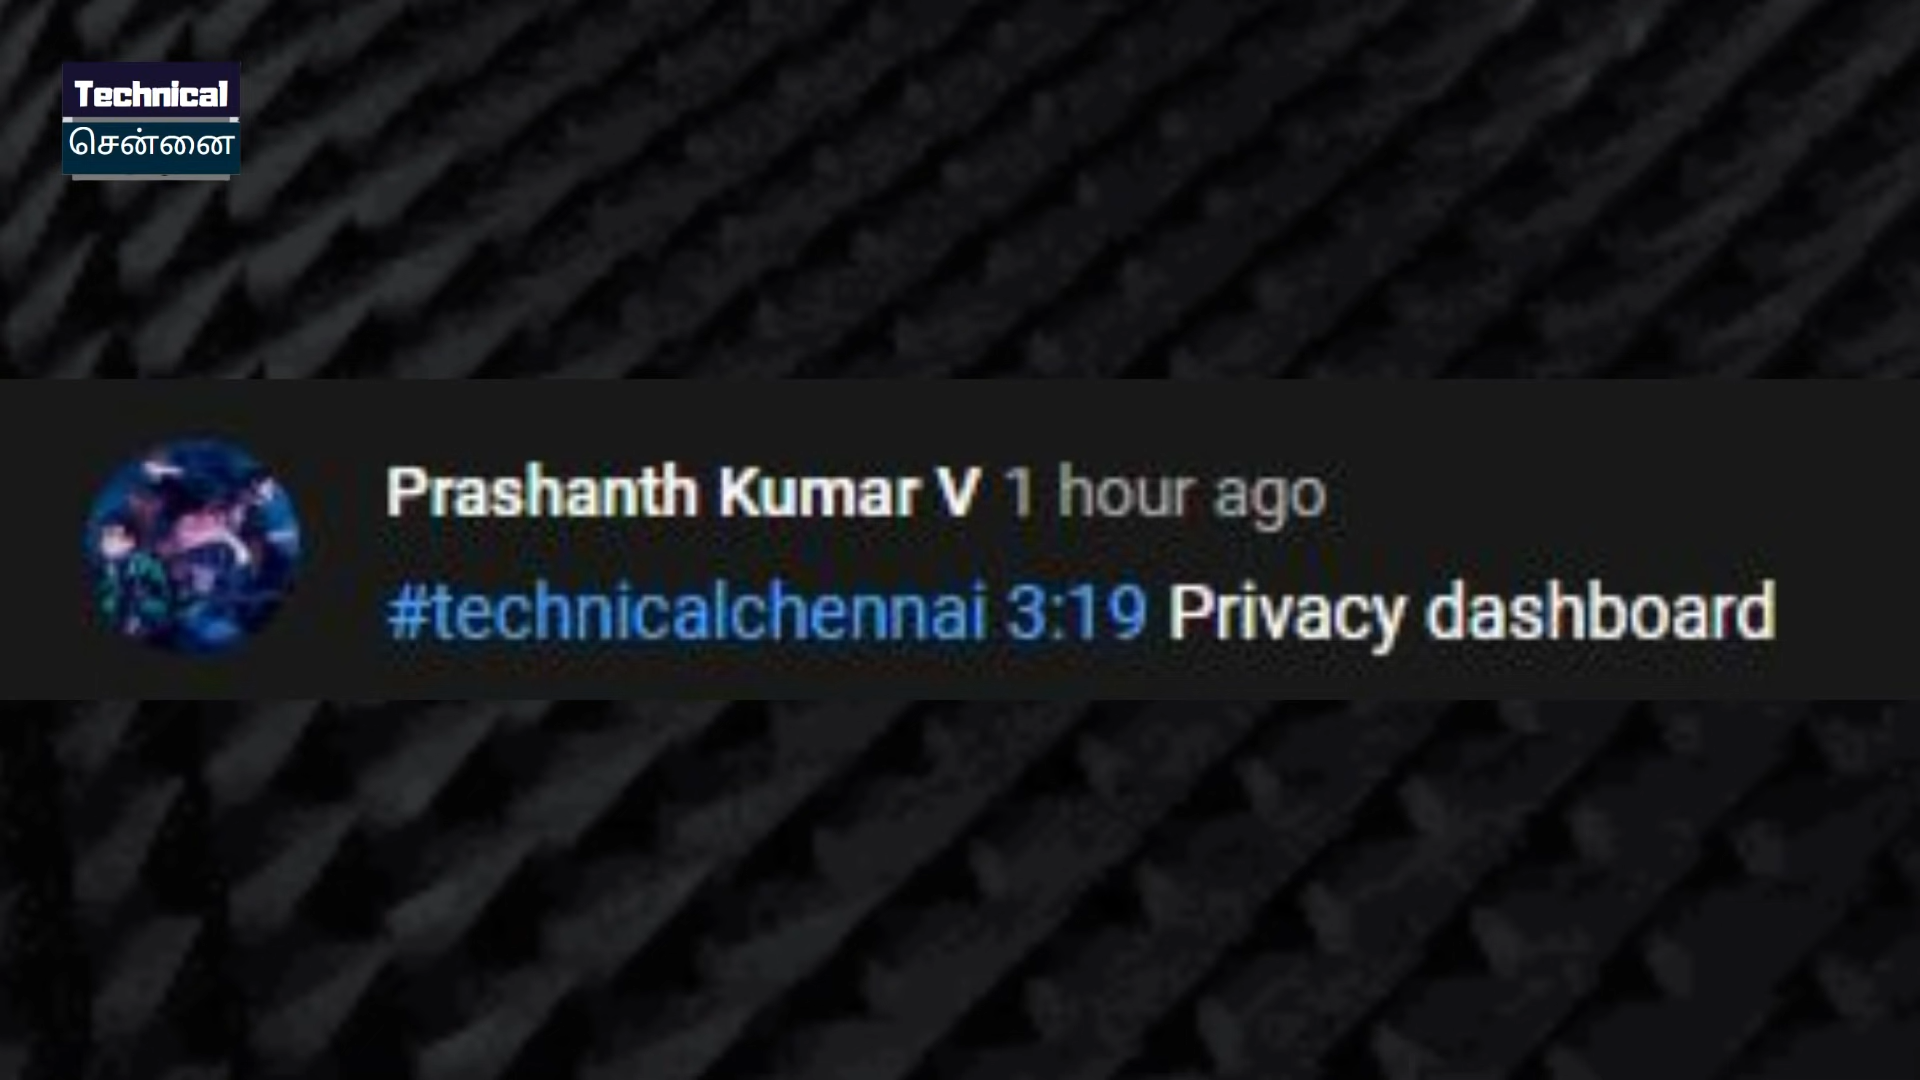 Technical
சென்னை
Prashanth Kumar V 1 hour ago
#technicalchennai 3:19 Privacy dashboard